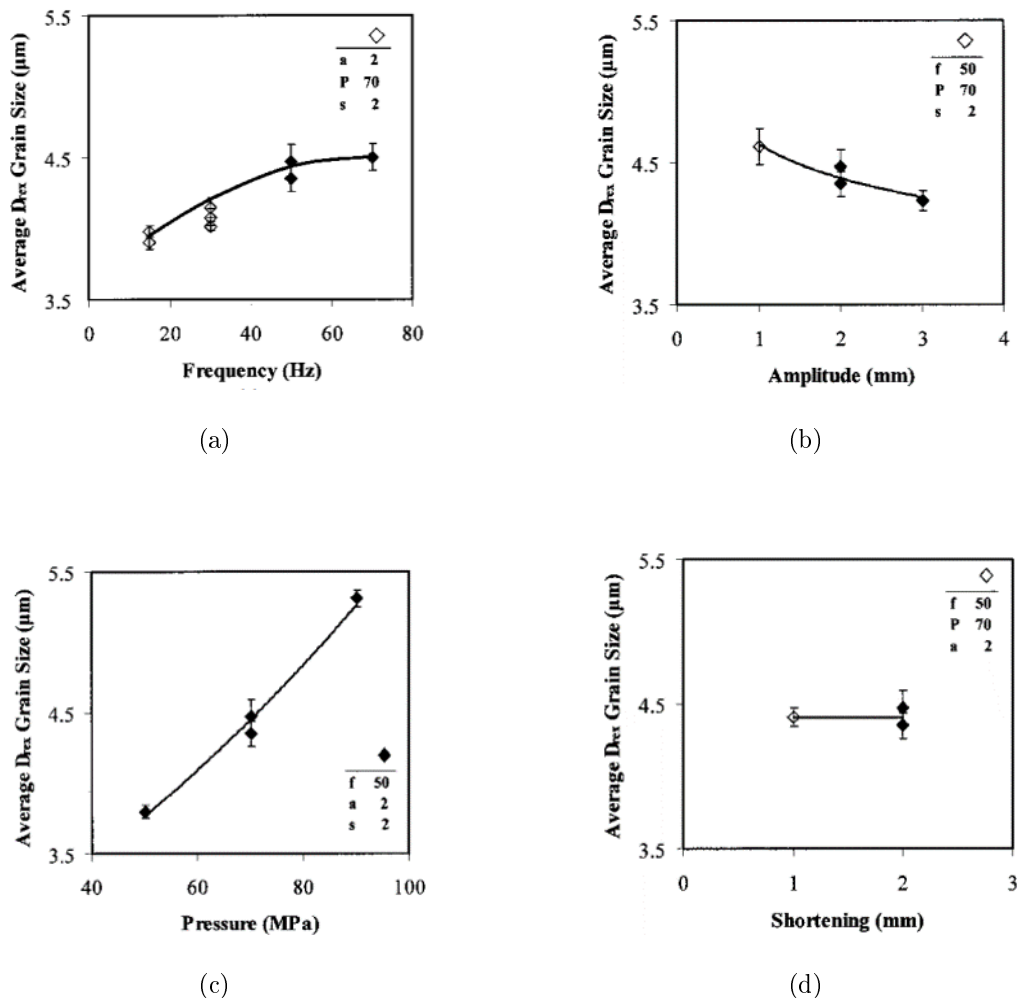 5.5
4.5
3.5
Average Drex Grain Size (μm)
a 2
P 70
s 2
0 20 40 60 80
Frequency (Hz)
(a)
5.5
4.5
3.5
Average Drex Grain Size (μm)
f 50
P 70
s 2
0 1 2 3 4
Amplitude (mm)
(b)
5.5
4.5
3.5
Average Drex Grain Size (μm)
f 50
a 2
s 2
40 60 80 100
Pressure (MPa)
(c)
5.5
4.5
3.5
Average Drex Grain Size (μm)
f 50
P 70
a 2
0 1 2 3
Shortening (mm)
(d)